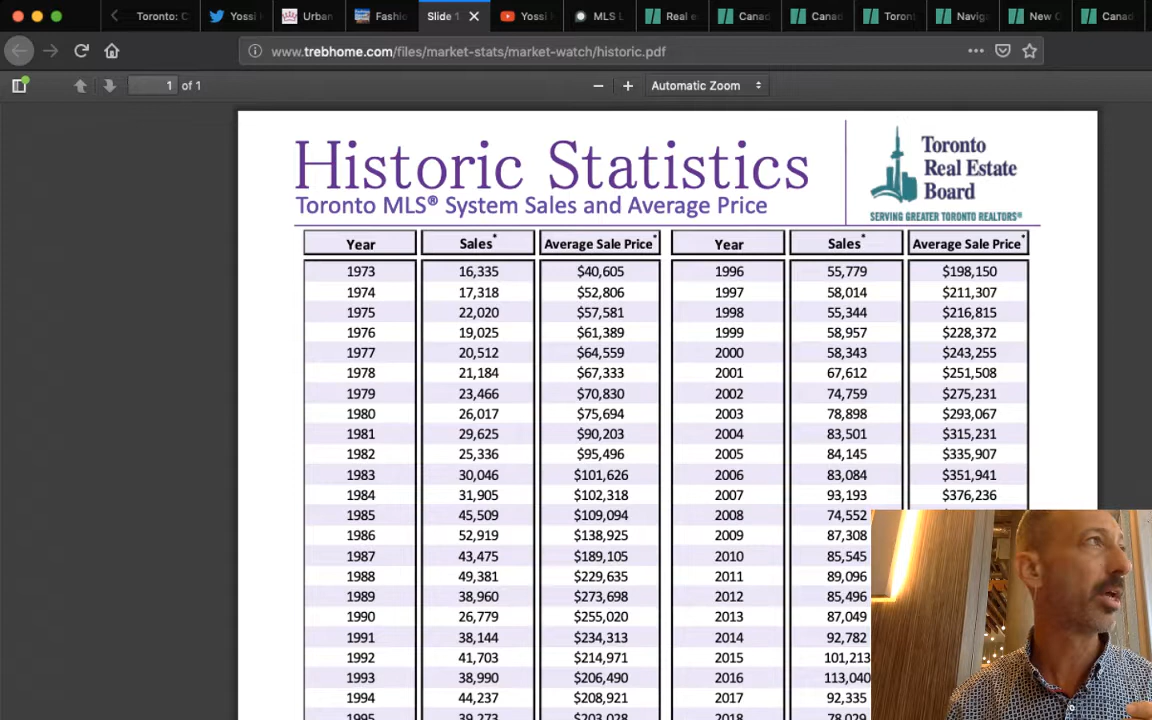 Toronto: C
Yossi
Urban
Fashio
Slide 1
Yossi
MLS L
Real e
Canad
Canad
Toront
Naviga
New C
Canad
www.trebhome.com/files/market-stats/market-watch/historic.pdf
1 of 1
Automatic Zoom
Historic Statistics
Toronto MLS® System Sales and Average Price
Toronto
Real Estate
Board
SERVING GREATER TORONTO REALTORS®
Year Sales* Average Sale Price* Year Sales* Average Sale Price*
1973 16,335 $40,605 1996 55,779 $198,150
1974 17,318 $52,806 1997 58,014 $211,307
1975 22,020 $57,581 1998 55,344 $216,815
1976 19,025 $61,389 1999 58,957 $228,372
1977 20,512 $64,559 2000 58,343 $243,255
1978 21,184 $67,333 2001 67,612 $251,508
1979 23,466 $70,830 2002 74,759 $275,231
1980 26,017 $75,694 2003 78,898 $293,067
1981 29,625 $90,203 2004 83,501 $315,231
1982 25,336 $95,496 2005 84,145 $335,907
1983 30,046 $101,626 2006 83,084 $351,941
1984 31,905 $102,318 2007 93,193 $376,236
1985 45,509 $109,094 2008 74,552
1986 52,919 $138,925 2009 87,308
1987 43,475 $189,105 2010 85,545
1988 49,381 $229,635 2011 89,096
1989 38,960 $273,698 2012 85,496
1990 26,779 $255,020 2013 87,049
1991 38,144 $234,313 2014 92,782
1992 41,703 $214,971 2015 101,213
1993 38,990 $206,490 2016 113,040
1994 44,237 $208,921 2017 92,335
1995 39,273 $203,028 2018 78,029